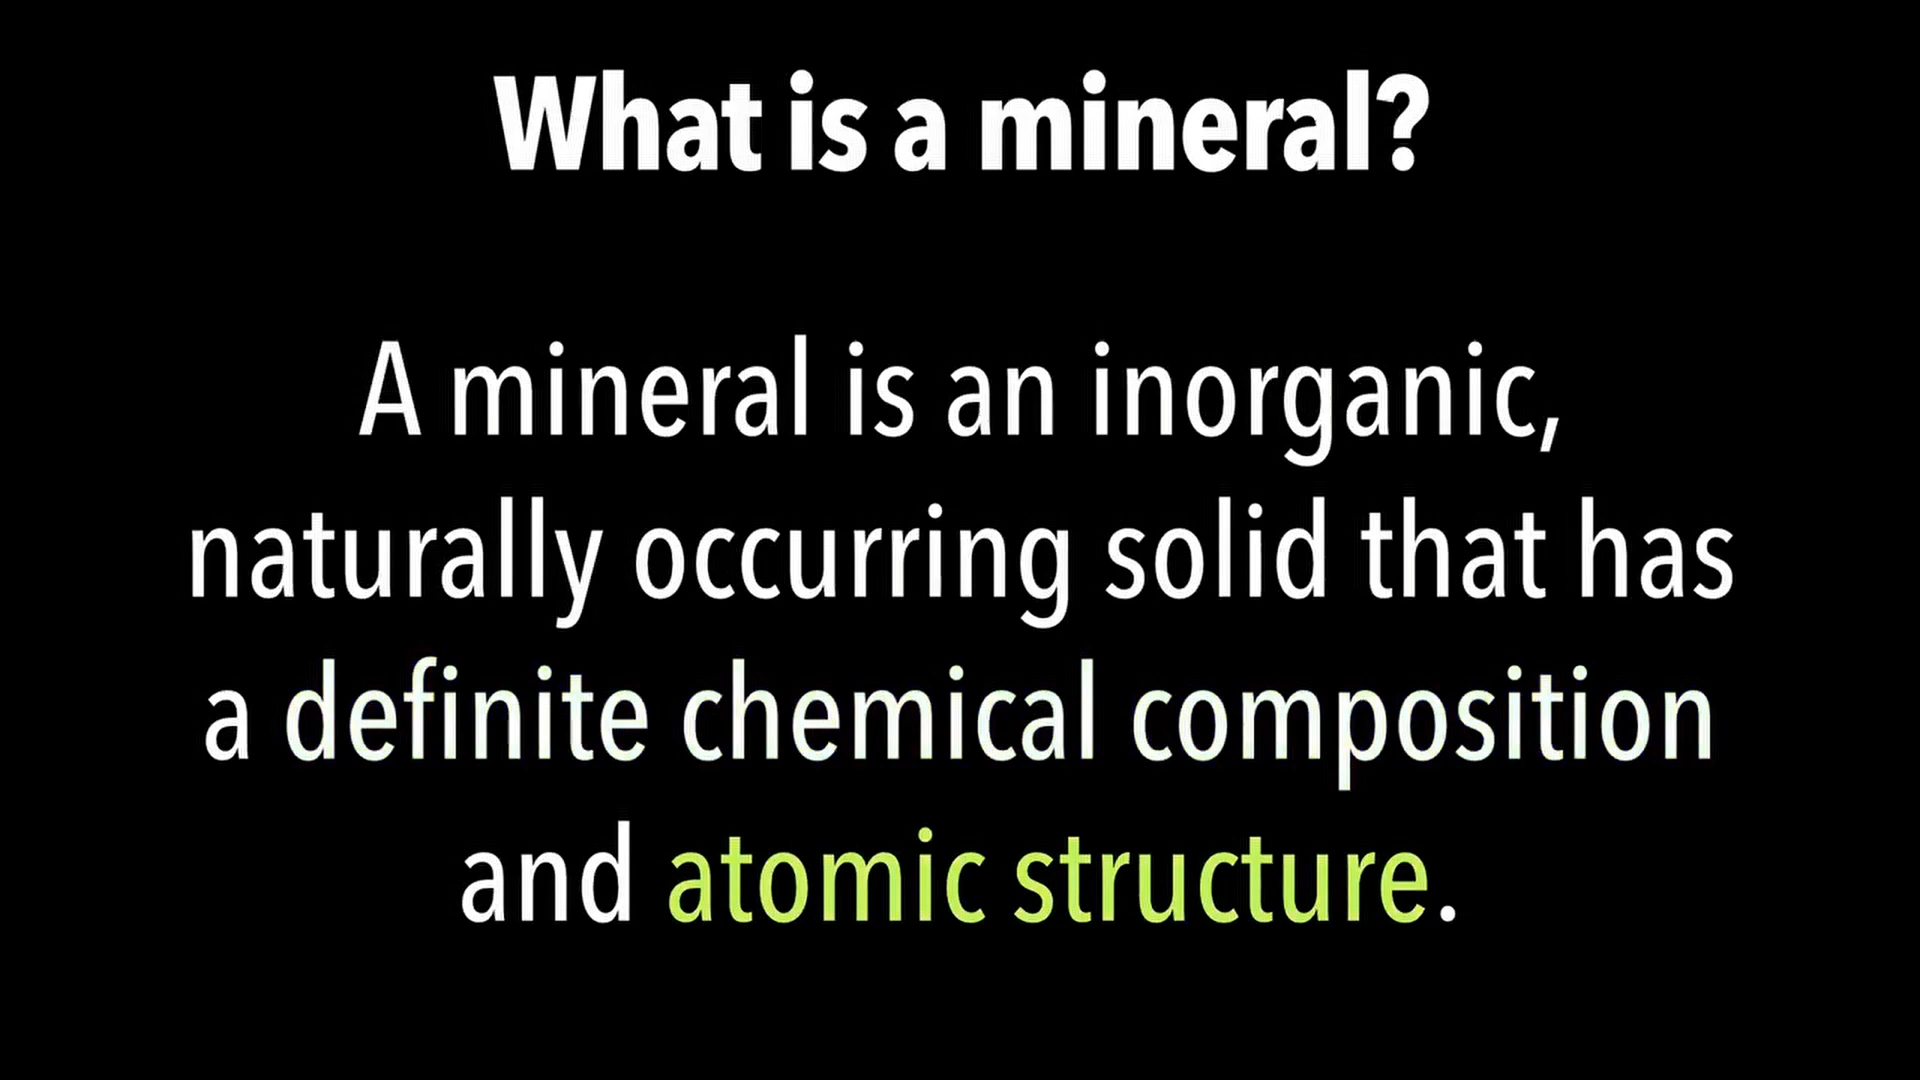 What is a mineral?
A mineral is an inorganic,
naturally occurring solid that has
a definite chemical composition
and atomic structure.